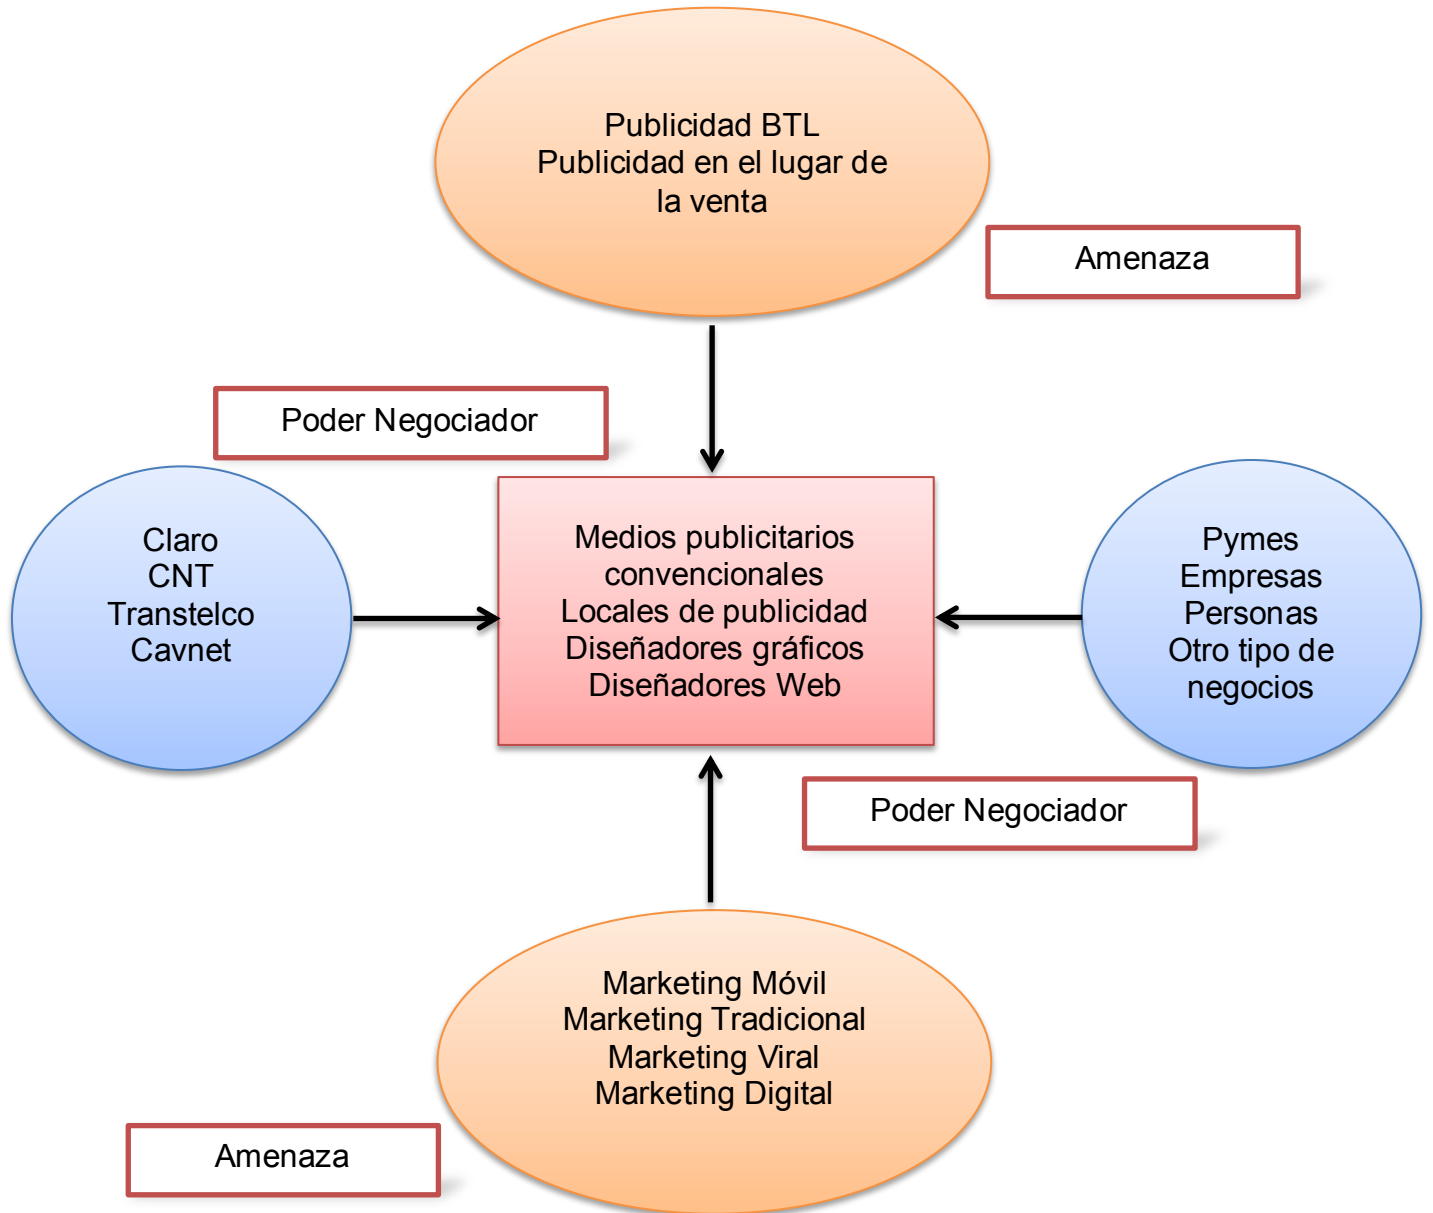 Publicidad BTL
Publicidad en el lugar de
la venta
Amenaza
Poder Negociador
Claro
CNT
Transtelco
Cavnet
Medios publicitarios
convencionales
Locales de publicidad
Diseñadores gráficos
Diseñadores Web
Pymes
Empresas
Personas
Otro tipo de
negocios
Poder Negociador
Marketing Móvil
Marketing Tradicional
Marketing Viral
Marketing Digital
Amenaza